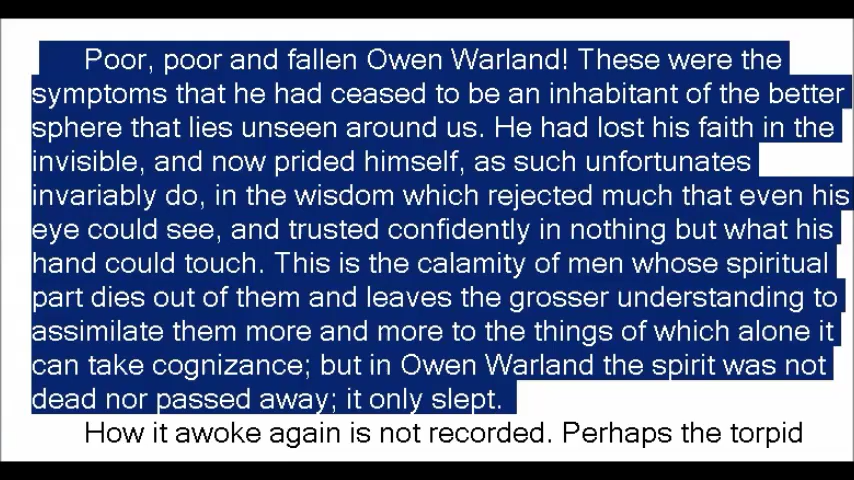 Poor, poor and fallen Owen Warland! These were the
symptoms that he had ceased to be an inhabitant of the better
sphere that lies unseen around us. He had lost his faith in the
invisible, and now prided himself, as such unfortunates
invariably do, in the wisdom which rejected much that even his
eye could see, and trusted confidently in nothing but what his
hand could touch. This is the calamity of men whose spiritual
part dies out of them and leaves the grosser understanding to
assimilate them more and more to the things of which alone it
can take cognizance; but in Owen Warland the spirit was not
dead nor passed away; it only slept.
How it awoke again is not recorded. Perhaps the torpid